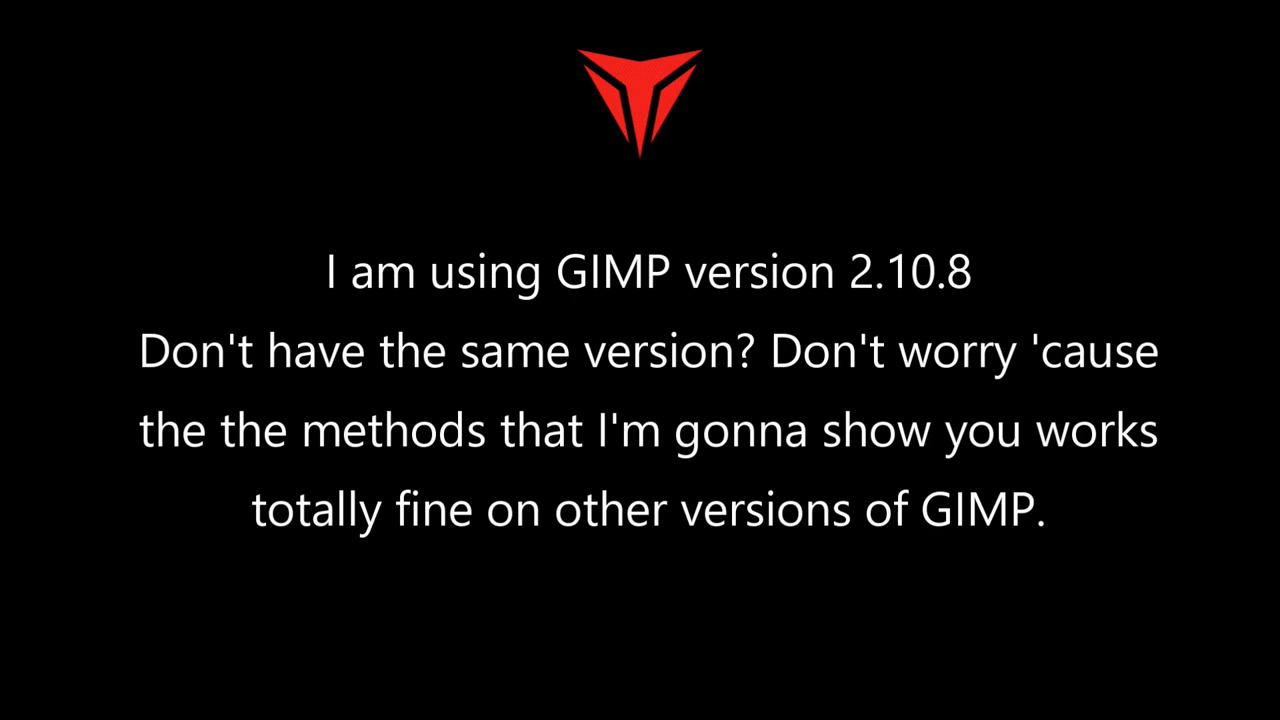 I am using GIMP version 2.10.8
Don't have the same version? Don't worry 'cause
the the methods that I'm gonna show you works
totally fine on other versions of GIMP.